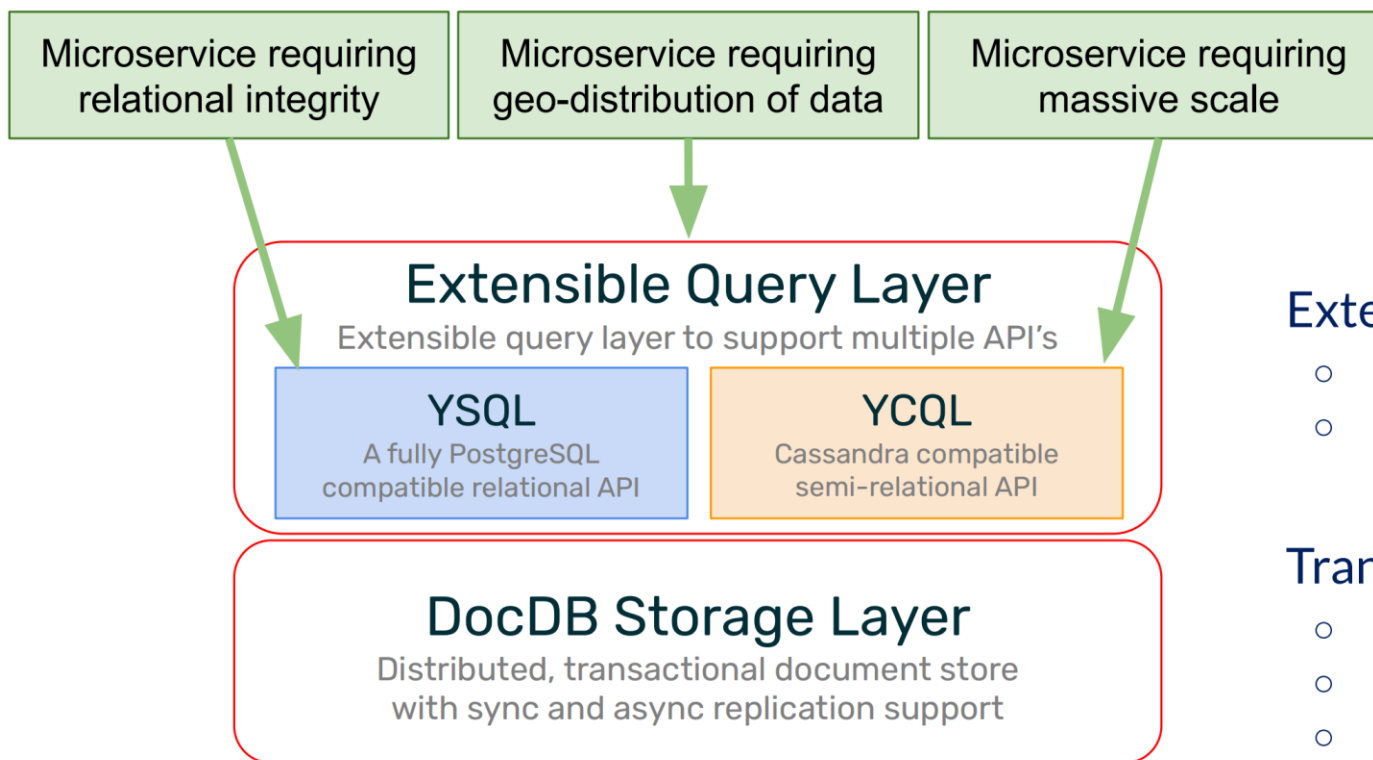 Microservice requiring
relational integrity
Microservice requiring
geo-distribution of data
Microservice requiring
massive scale
Extensible Query Layer
Extensible query layer to support multiple API's
YSQL
A fully PostgreSQL
compatible relational API
YCQL
Cassandra compatible
semi-relational API
DocDB Storage Layer
Distributed, transactional document store
with sync and async replication support